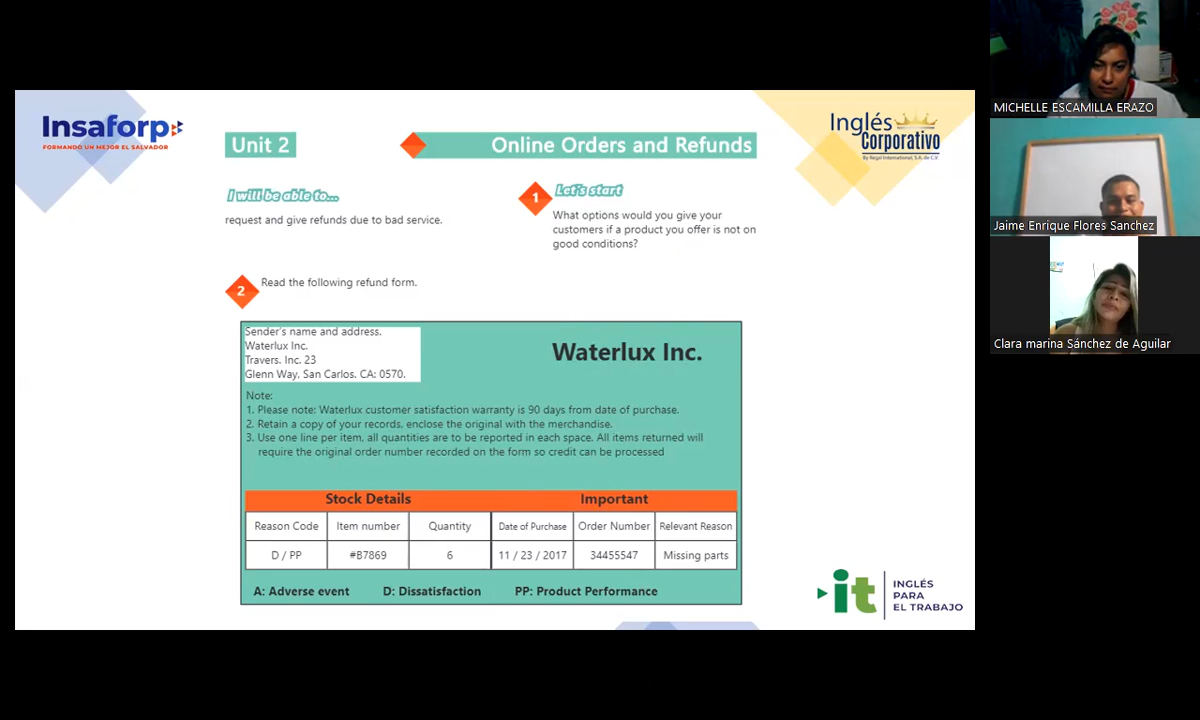 Insaforp
FORMANDO UN MEJOR EL SALVADOR
Unit 2
Online Orders and Refunds
Inglés
Corporativo
By Regal International, S.A. de C.V.
I will be able to...
request and give refunds due to bad service.
1
Let's start
What options would you give your
customers if a product you offer is not on
good conditions?
2
Read the following refund form.
Sender's name and address.
Waterlux Inc.
Travers. Inc. 23
Glenn Way, San Carlos. CA: 0570.
Waterlux Inc.
Note:
1. Please note: Waterlux customer satisfaction warranty is 90 days from date of purchase.
2. Retain a copy of your records, enclose the original with the merchandise.
3. Use one line per item, all quantities are to be reported in each space. All items returned will
require the original order number recorded on the form so credit can be processed
Stock Details Important
Reason Code Item number Quantity Date of Purchase Order Number Relevant Reason
D / PP #B7869 6 11 / 23 / 2017 34455547 Missing parts
A: Adverse event D: Dissatisfaction PP: Product Performance
it
INGLÉS
PARA
EL TRABAJO
MICHELLE ESCAMILLA ERAZO
Jaime Enrique Flores Sanchez
Clara marina Sánchez de Aguilar